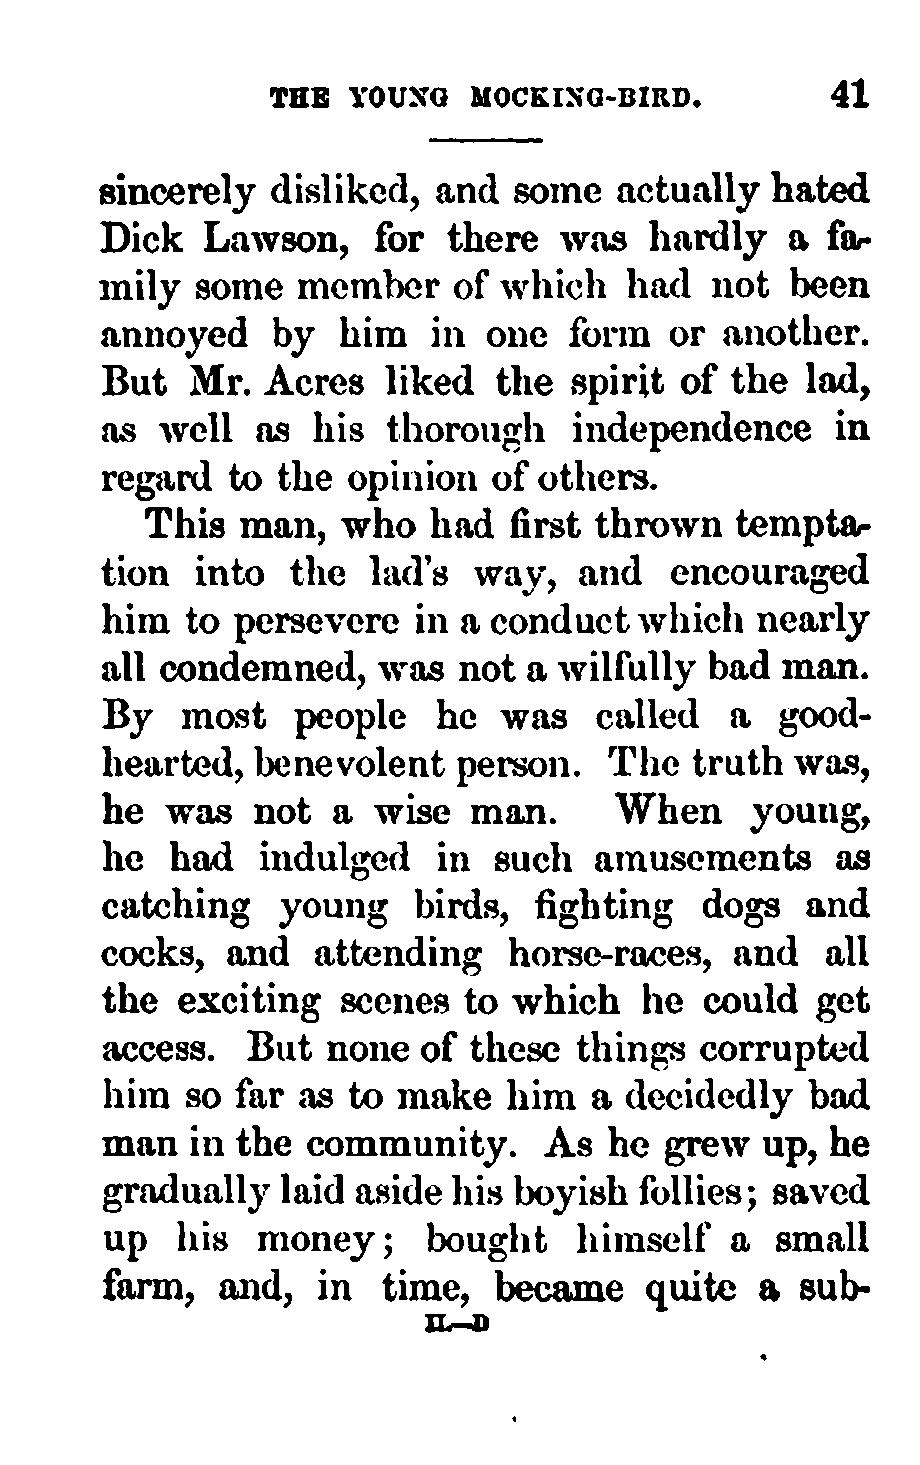 THE YOUNG MOCKING-BIRD. 41
sincerely disliked, and some actually hated
Dick Lawson, for there was hardly a fa-
mily some member of which had not been
annoyed by him in one form or another.
But Mr. Acres liked the spirit of the lad,
as well as his thorough independence in
regard to the opinion of others.
This man, who had first thrown tempta-
tion into the lad's way, and encouraged
him to persevere in a conduct which nearly
all condemned, was not a wilfully bad man.
By most people he was called a good-
hearted, benevolent person. The truth was,
he was not a wise man. When young,
he had indulged in such amusements as
catching young birds, fighting dogs and
cocks, and attending horse-races, and all
the exciting scenes to which he could get
access. But none of these things corrupted
him so far as to make him a decidedly bad
man in the community. As he grew up, he
gradually laid aside his boyish follies; saved
up his money; bought himself a small
farm, and, in time, became quite a sub-
II.—D